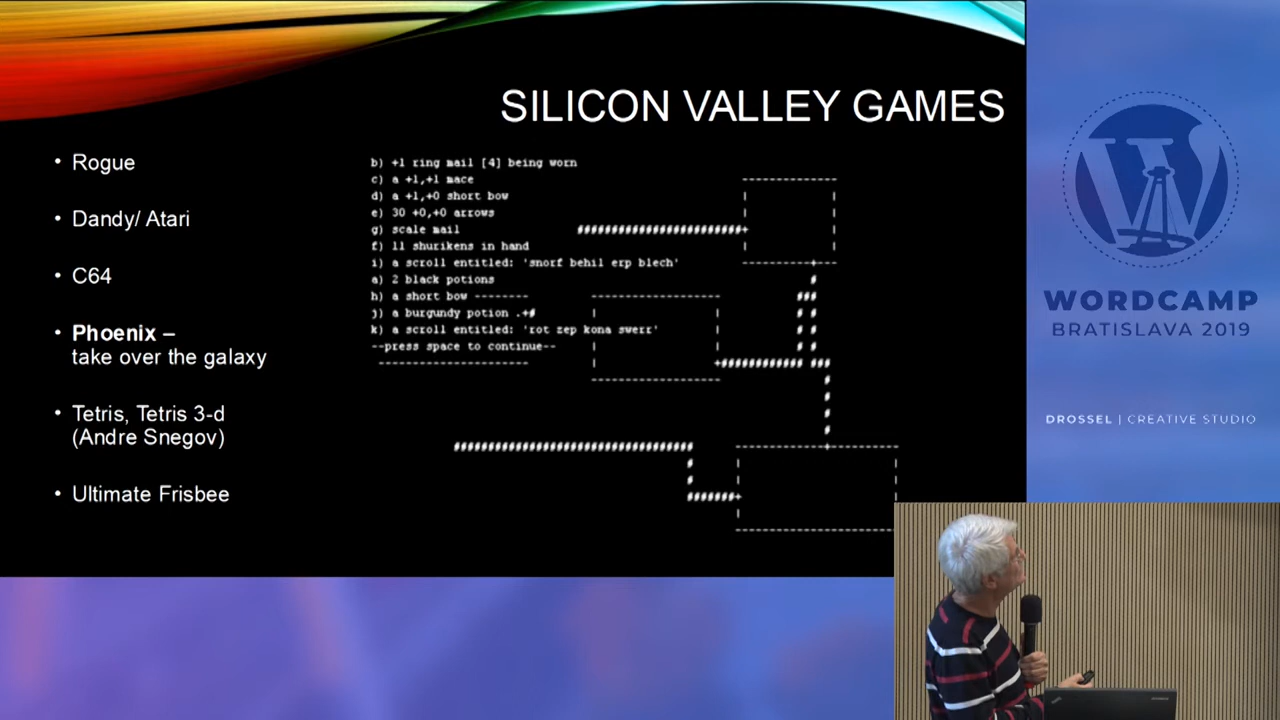 SILICON VALLEY GAMES
• Rogue
• Dandy/ Atari
• C64
• Phoenix –
take over the galaxy
• Tetris, Tetris 3-d
(Andre Snegov)
• Ultimate Frisbee
b) +1 ring mail [4] being worn
c) a +1,+1 mace
d) a +1,+0 short bow
e) 30 +0,+0 arrows
g) scale mail
f) 11 shurikens in hand
i) a scroll entitled: 'snorf behil erp blech'
a) 2 black potions
h) a short bow
j) a burgundy potion .+#
k) a scroll entitled: 'rot zep kona swerr'
--press space to continue--
WORDCAMP
BRATISLAVA 2019
DROSSEL | CREATIVE STUDIO